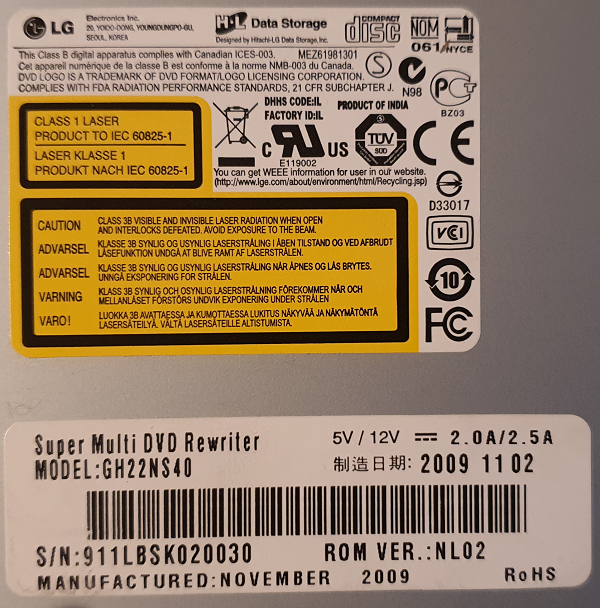 LG Electronics Inc.
20, YOIDO-DONG, YOUNGDUNGPO-GU,
SEOUL, KOREA
HL Data Storage
Designed by Hitachi-LG Data Storage, Inc.
COMPACT
disc
NOM
061/NYCE
This Class B digital apparatus complies with Canadian ICES-003. MEZ61981301
Cet appareil numérique de la classe B est conforme à la norme NMB-003 du Canada.
DVD LOGO IS A TRADEMARK OF DVD FORMAT/LOGO LICENSING CORPORATION.
COMPLIES WITH FDA RADIATION PERFORMANCE STANDARDS, 21 CFR SUBCHAPTER J.
S
N98
PCT
BZ03
CLASS 1 LASER
PRODUCT TO IEC 60825-1
LASER KLASSE 1
PRODUKT NACH IEC 60825-1
DHHS CODE:IL
FACTORY ID:IL
PRODUCT OF INDIA
C RU US
E119002
TÜV
CE
You can get WEEE information for user in our website.
(http://www.lge.com/about/environment/html/Recycling.jsp)
D33017
VCI
10
FC
CAUTION CLASS 3B VISIBLE AND INVISIBLE LASER RADIATION WHEN OPEN
AND INTERLOCKS DEFEATED. AVOID EXPOSURE TO THE BEAM.
ADVARSEL KLASSE 3B SYNLIG OG USYNLIG LASERSTRÅLING I ÅBEN TILSTAND OG VED AFBRUDT
LÅSEFUNKTION UNDGÅ AT BLIVE RAMT AF LASERSTRÅLEN.
ADVARSEL KLASSE 3B SYNLIG OG USYNLIG LASERSTRÅLING NÅR ÅPNES OG LÅS BRYTES.
UNNGÅ EKSPONERING FOR STRÅLEN.
VARNING KLASS 3B SYNLIG OCH OSYNLIG LASERSTRÅLNING FÖREKOMMER NÄR OCH
MELLANLÅSET FÖRSTÖRS UNDVIK EXPONERING UNDER STRÅLEN
VARO! LUOKKA 3B AVATTAESSA JA KUMOTTAESSA LUKITUS NÄKYVÄÄ JA NÄKYMÄTÖNTÄ
LASERSÄTEILYÄ. VÄLTÄ LASERSÄTEILLE ALTISTUMISTA.
Super Multi DVD Rewriter
MODEL:GH22NS40
5V / 12V 2.0A/2.5A
制造日期: 2009 11 02
S/N:911LBSK020030 ROM VER.:NL02
MANUFACTURED:NOVEMBER 2009 RoHS